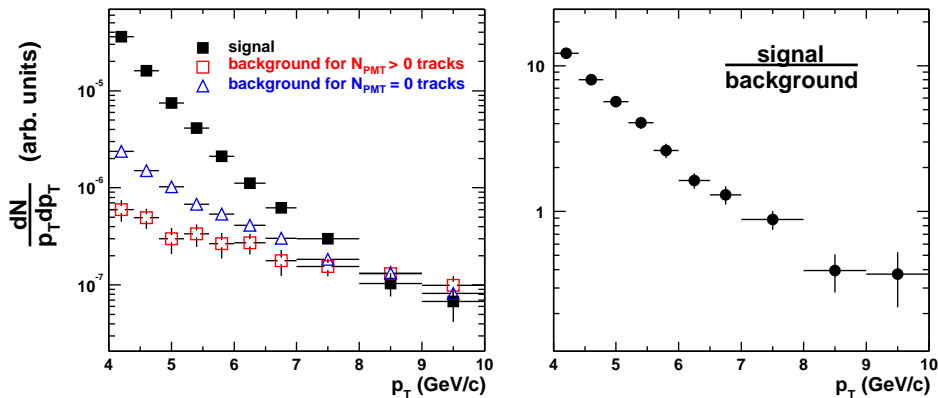 dN
p_T dp_T
(arb. units)
10^-5
10^-6
10^-7
signal
background for N_PMT > 0 tracks
background for N_PMT = 0 tracks
4 5 6 7 8 9 10
p_T (GeV/c)
signal
background
10
1
4 5 6 7 8 9 10
p_T (GeV/c)